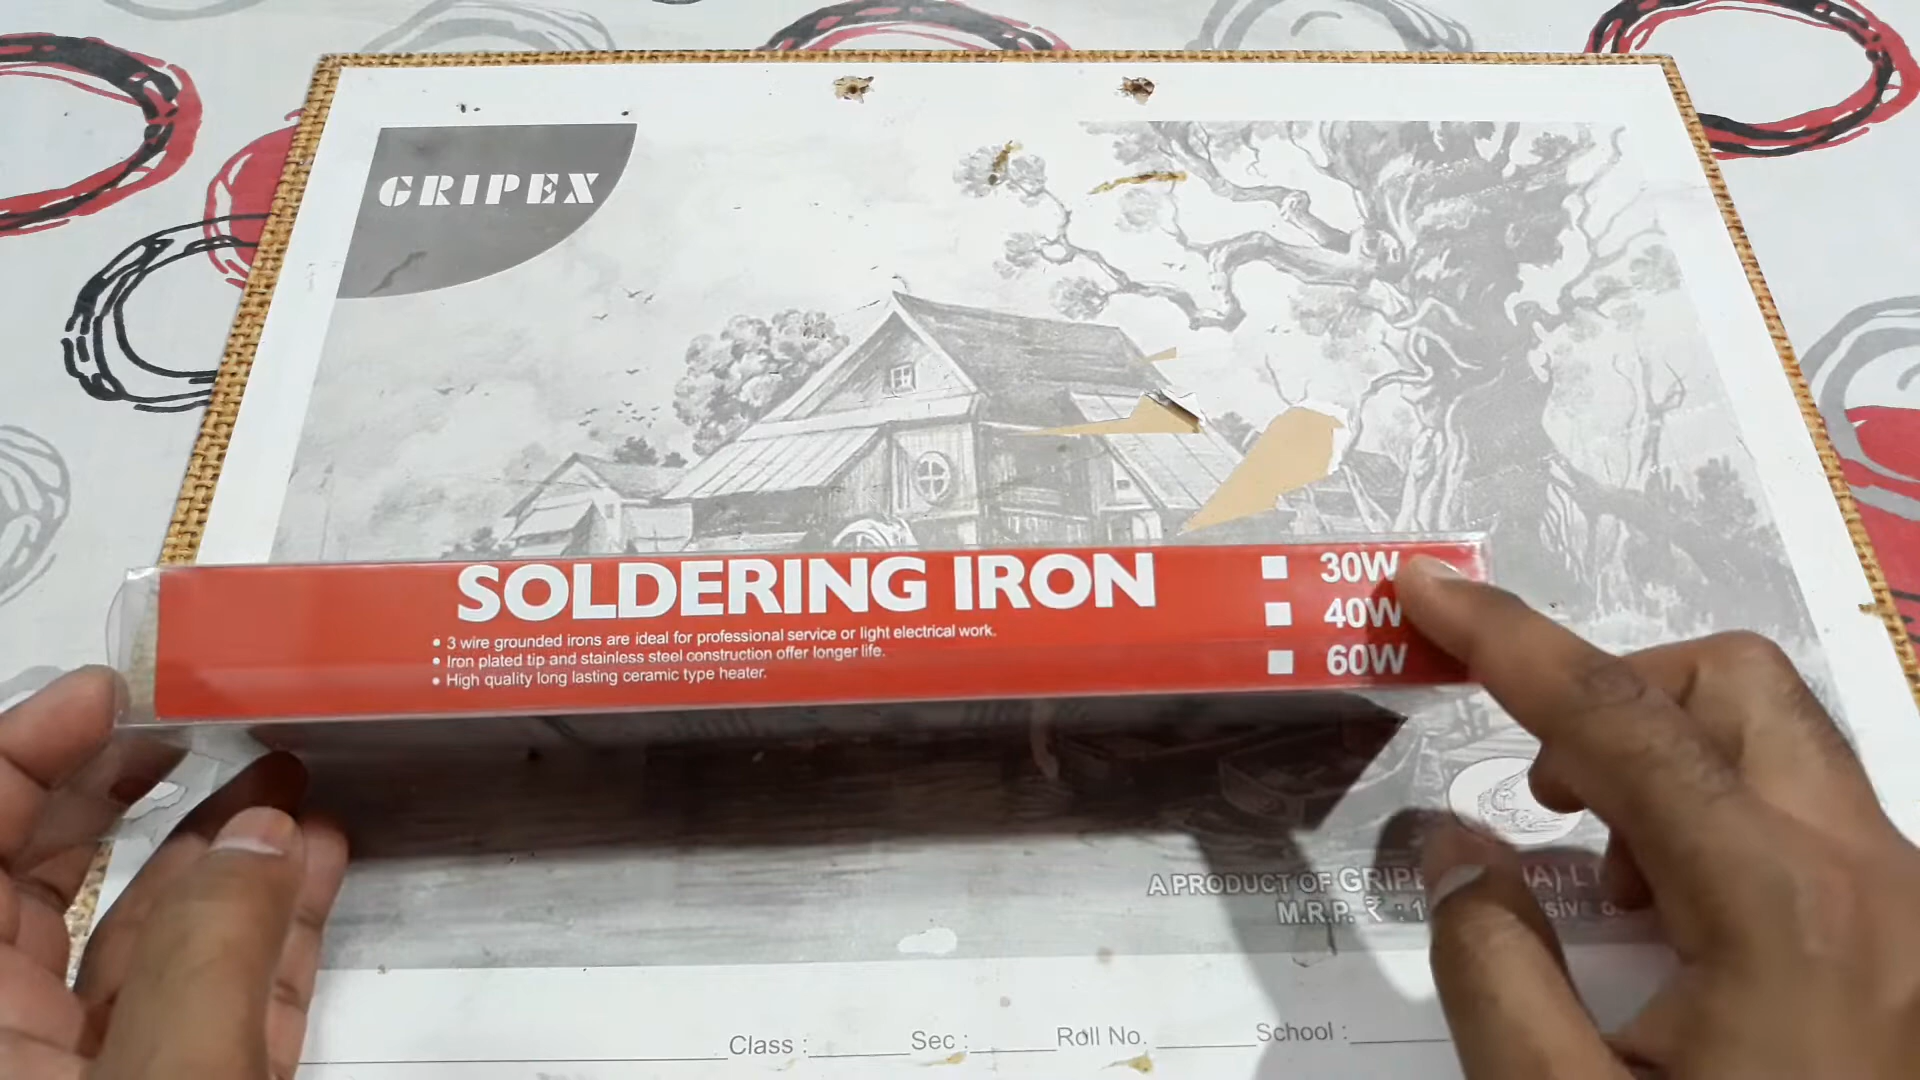 GRIPEX
SOLDERING IRON
• 3 wire grounded irons are ideal for professional service or light electrical work.
• Iron plated tip and stainless steel construction offer longer life.
• High quality long lasting ceramic type heater.
30W
40W
60W
A PRODUCT OF
M.R.P. ₹ :
Class : Sec : Roll No. School :